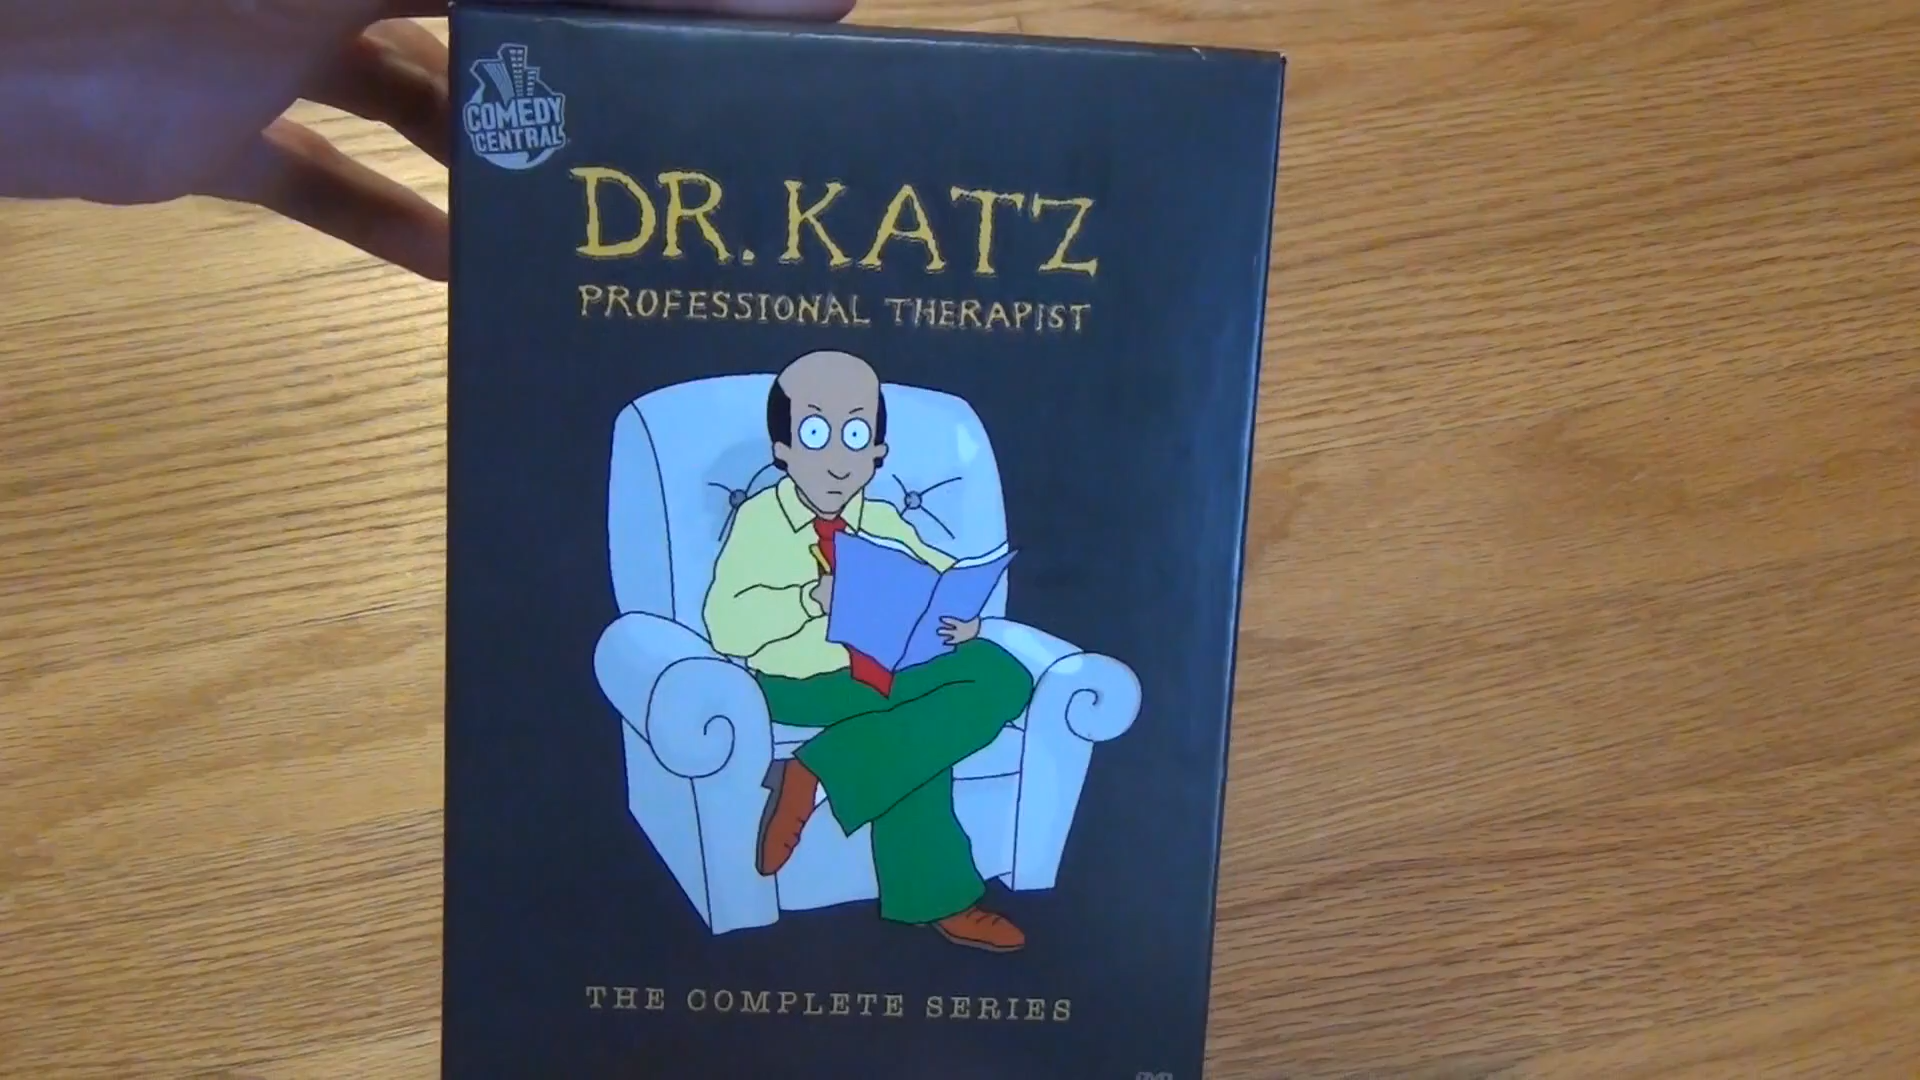 COMEDY
CENTRAL
DR. KATZ
PROFESSIONAL THERAPIST
THE COMPLETE SERIES